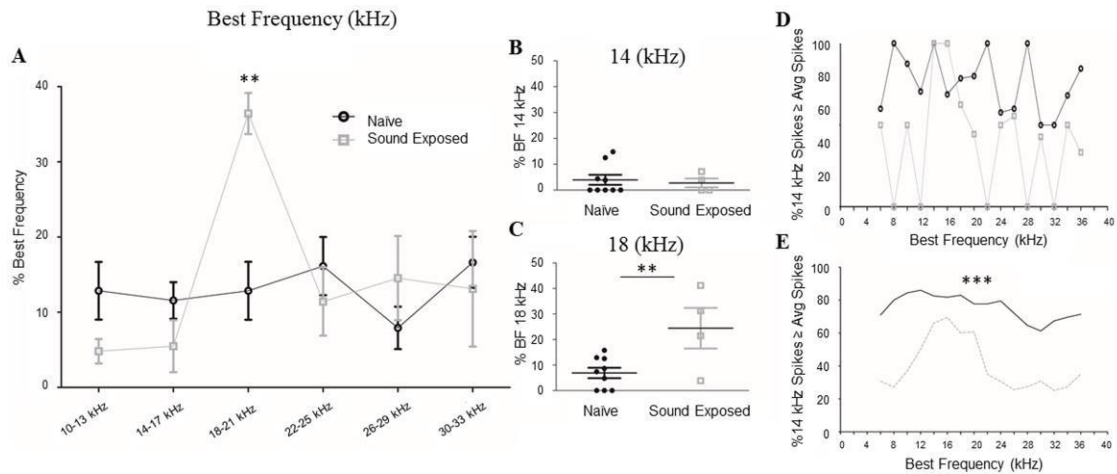 Best Frequency (kHz)
A
**
40
30
20
10
0
% Best Frequency
Naïve
Sound Exposed
10-13 kHz
14-17 kHz
18-21 kHz
22-25 kHz
26-29 kHz
30-33 kHz
B
14 (kHz)
50
40
30
20
10
0
% BF 14 kHz
Naïve
Sound Exposed
C
18 (kHz)
**
50
40
30
20
10
0
% BF 18 kHz
Naïve
Sound Exposed
D
100
80
60
40
20
0
%14 kHz Spikes ≥ Avg Spikes
0 4 8 12 16 20 24 28 32 36 40
Best Frequency (kHz)
E
***
100
80
60
40
20
0
%14 kHz Spikes ≥ Avg Spikes
0 4 8 12 16 20 24 28 32 36 40
Best Frequency (kHz)